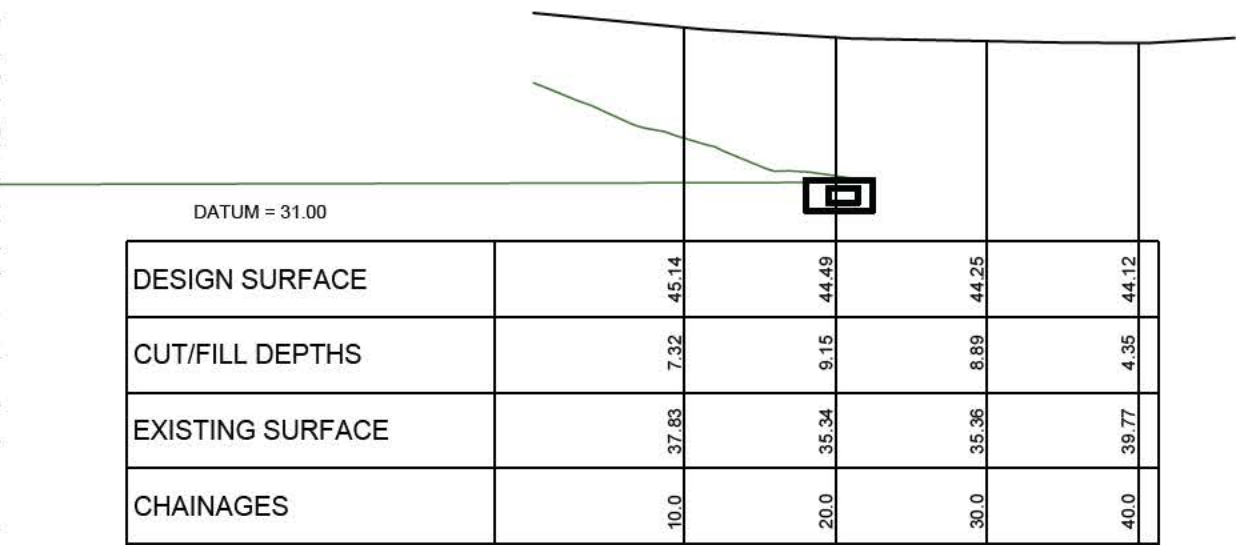 DATUM = 31.00
DESIGN SURFACE 45.14 44.49 44.25 44.12
CUT/FILL DEPTHS 7.32 9.15 8.89 4.35
EXISTING SURFACE 37.83 35.34 35.36 39.77
CHAINAGES 10.0 20.0 30.0 40.0